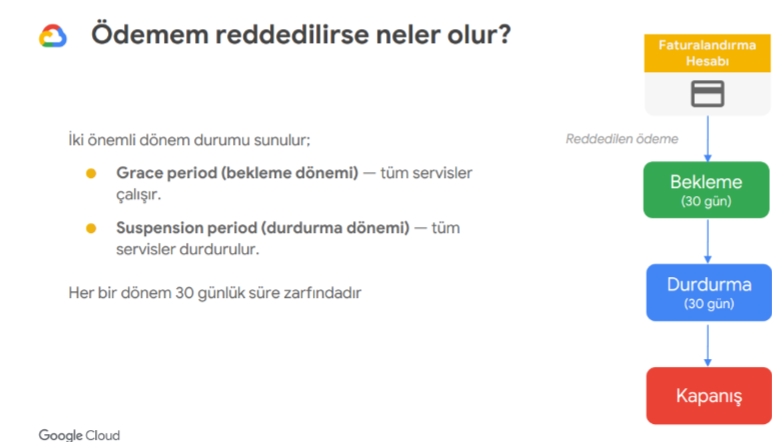 Ödemem reddedilirse neler olur?
Faturalandırma
Hesabı
İki önemli dönem durumu sunulur;
Grace period (bekleme dönemi) — tüm servisler
çalışır.
Suspension period (durdurma dönemi) — tüm
servisler durdurulur.
Her bir dönem 30 günlük süre zarfındadır
Reddedilen ödeme
Bekleme
(30 gün)
Durdurma
(30 gün)
Kapanış
Google Cloud